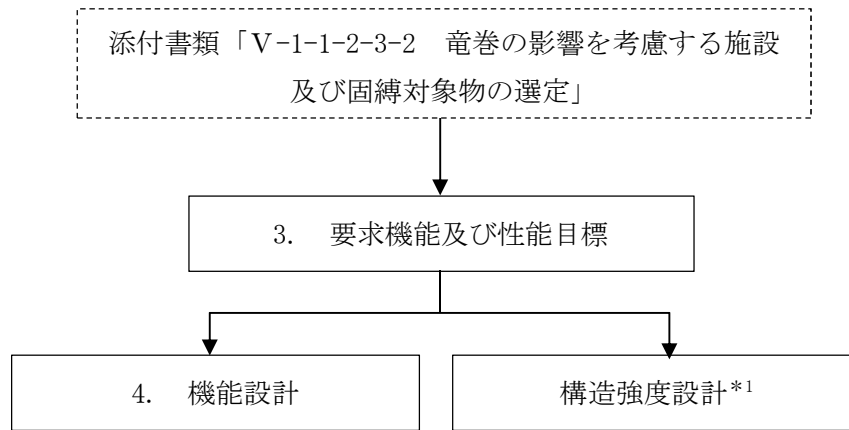 添付書類「Ⅴ-1-1-2-3-2　竜巻の影響を考慮する施設
及び固縛対象物の選定」
3.　要求機能及び性能目標
4.　機能設計
構造強度設計*1